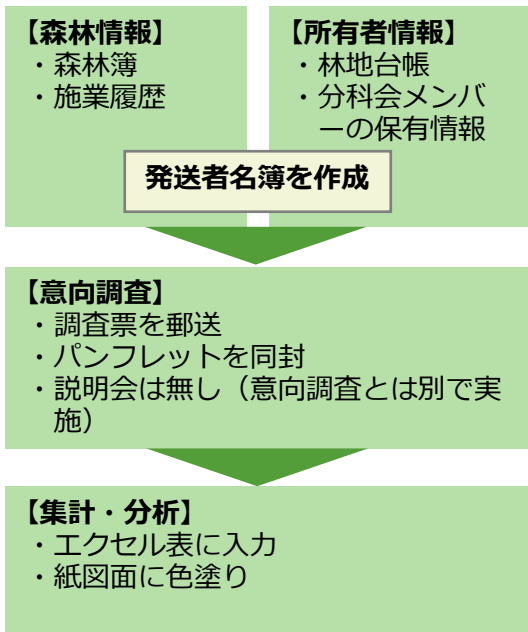 【森林情報】
・森林簿
・施業履歴
【所有者情報】
・林地台帳
・分科会メンバ
ーの保有情報
発送者名簿を作成
【意向調査】
・調査票を郵送
・パンフレットを同封
・説明会は無し（意向調査とは別で実
施）
【集計・分析】
・エクセル表に入力
・紙図面に色塗り